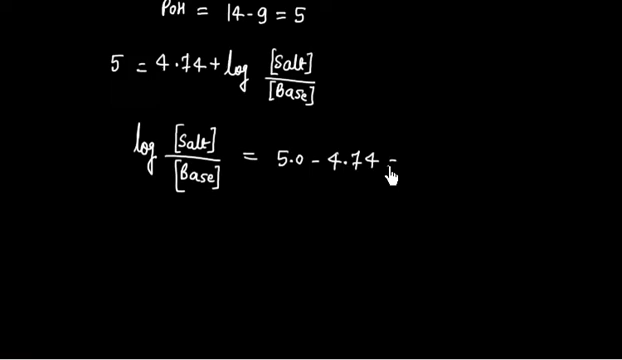 POH = 14-9 = 5
5 = 4.74 + log [Salt]/[Base]
log [Salt]/[Base] = 5.0 - 4.74 =